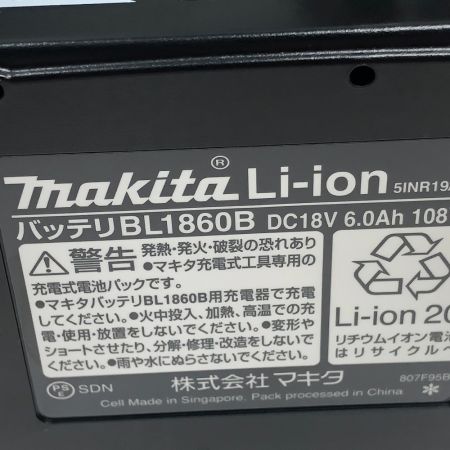 makita® Li-ion 5INR19/
バッテリBL1860B DC18V 6.0Ah 108
警告 発熱・発火・破裂の恐れあり
●マキタ充電式工具専用の
充電式電池パックです。
●マキタバッテリBL1860B用充電器で充電
してください。●火中投入、加熱、高温での充
電・使用・放置をしないでください。●変形や
ショートさせたり、分解・修理・改造をしないで
ください。●雨や水にぬらさないでください。
Li-ion 20
リチウムイオン電池
はリサイクルへ
PSE SDN 株式会社 マキタ 807F95B
Cell Made in Singapore. Pack processed in China ✻